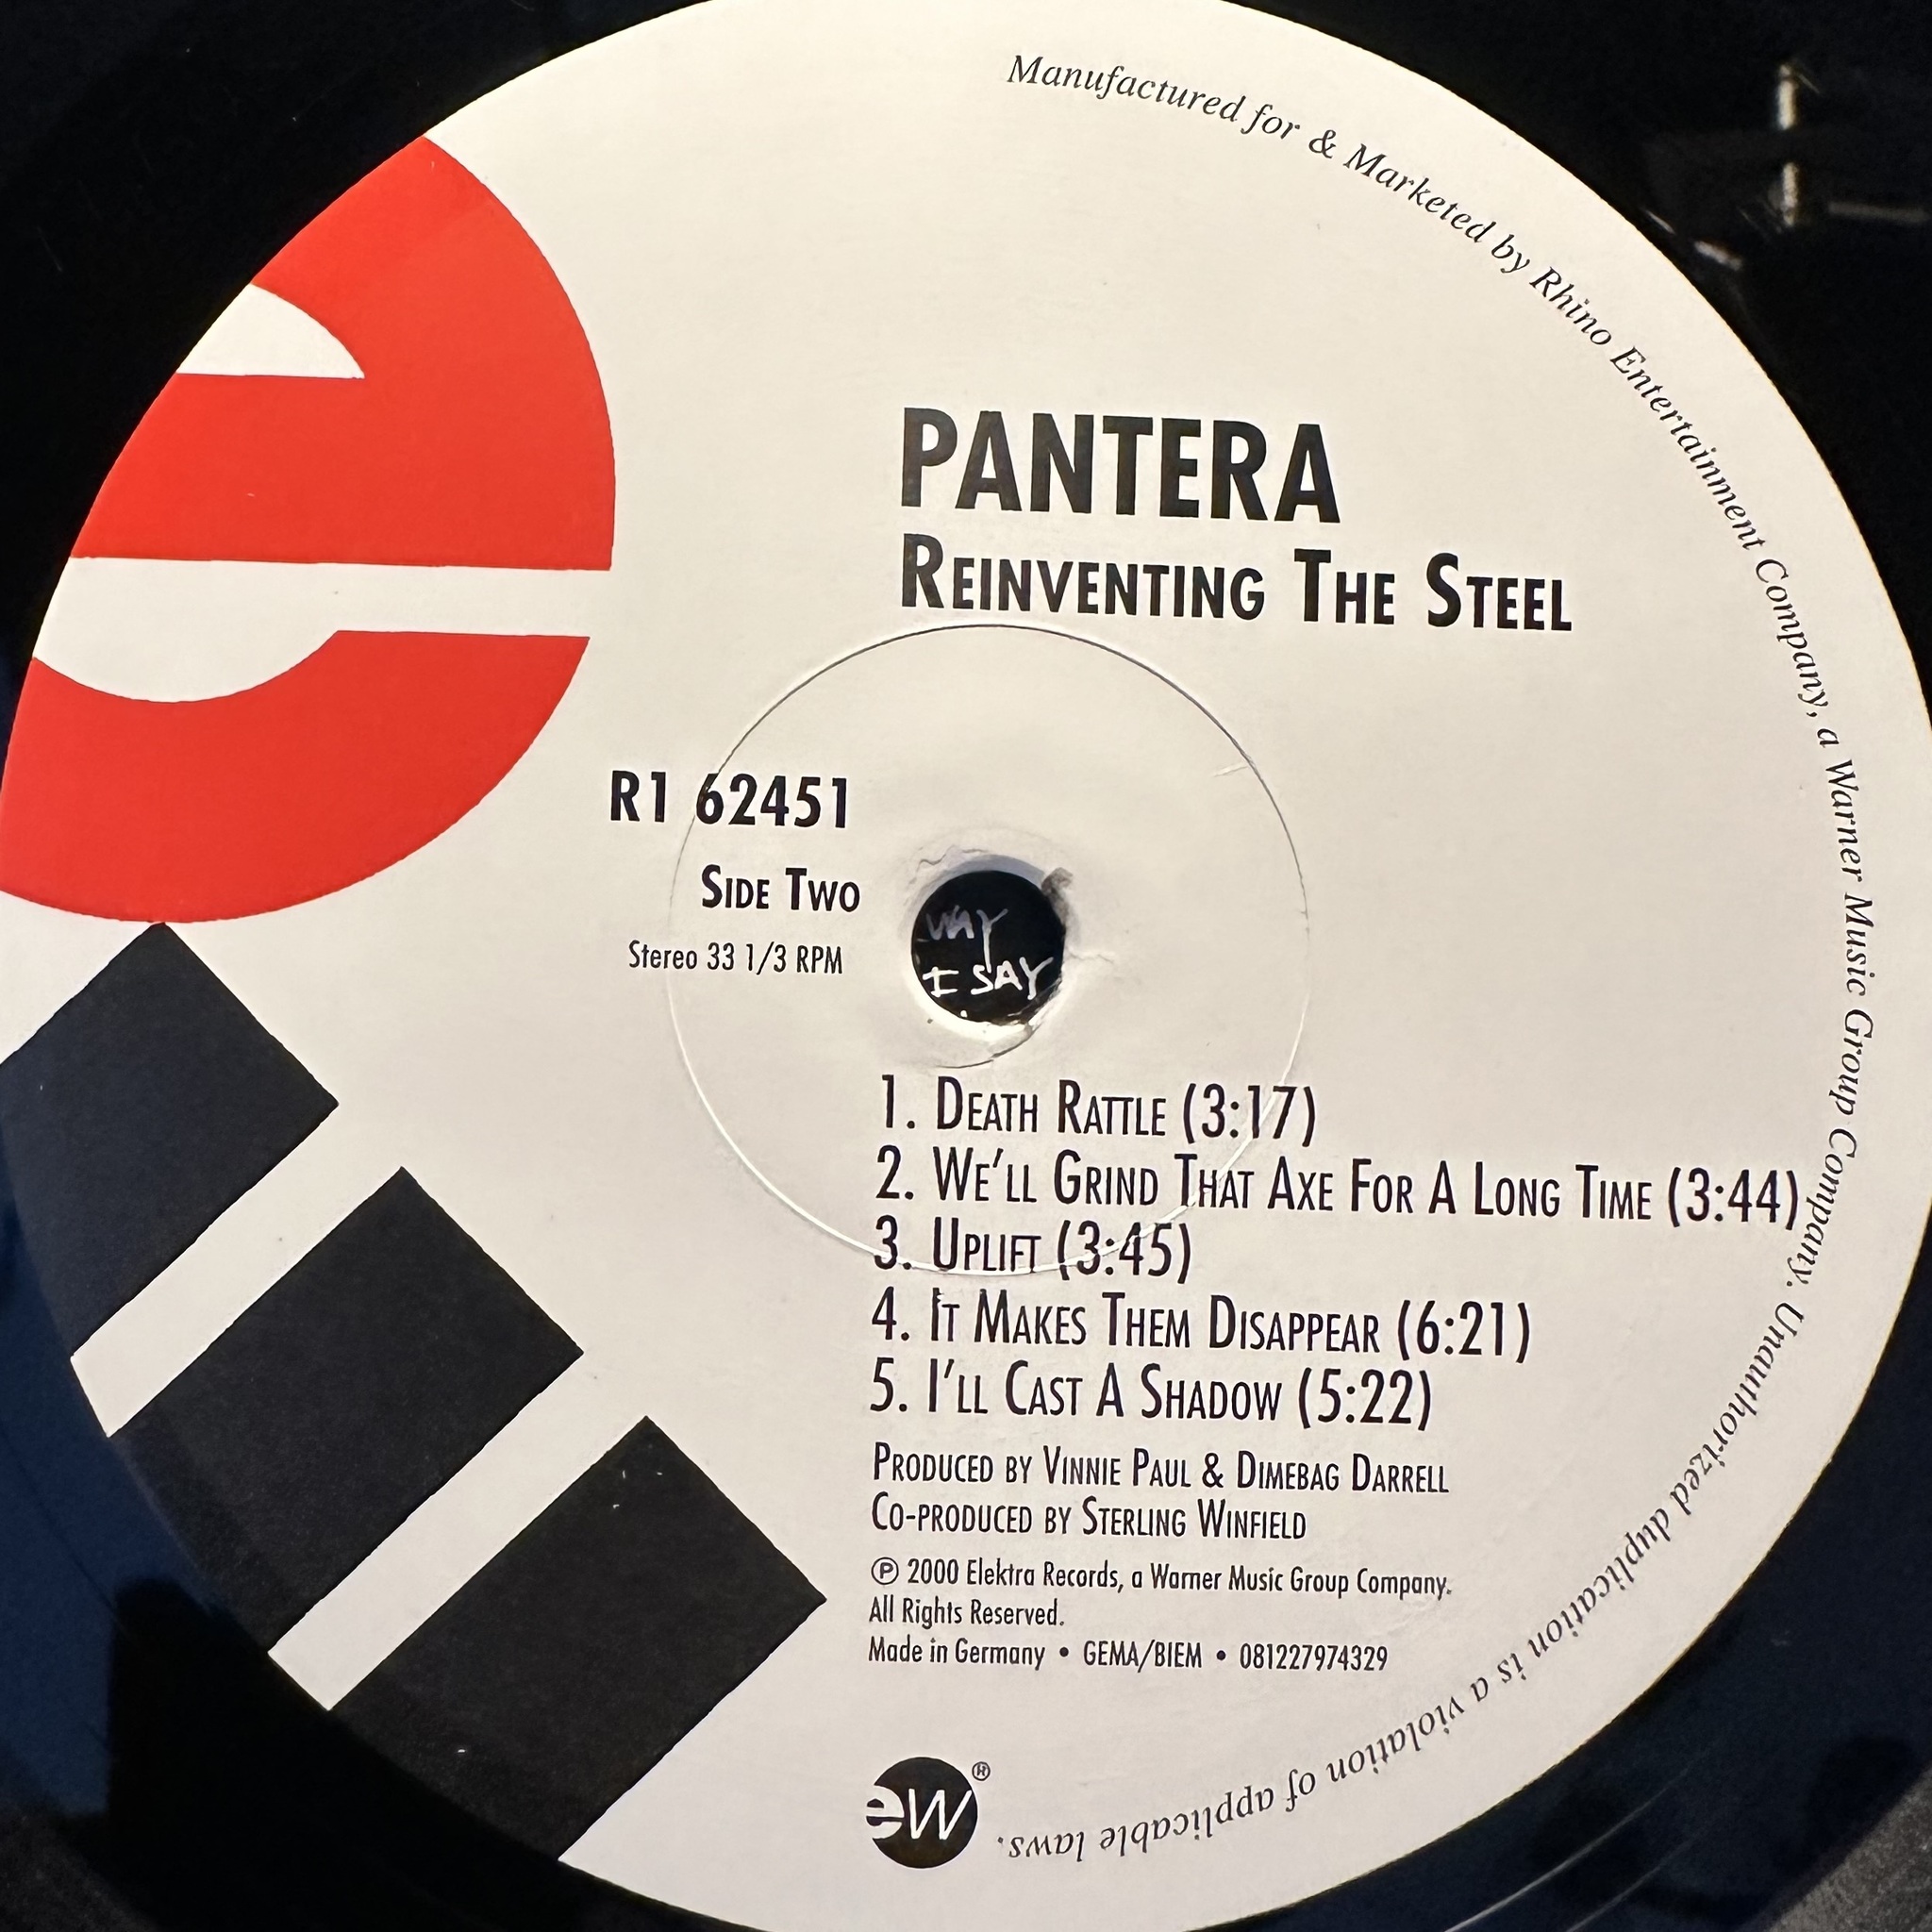 Manufactured for & Marketed by Rhino Entertainment Company, a Warner Music Group Company. Unauthorized duplication is a violation of applicable laws.
PANTERA
REINVENTING THE STEEL
R1 62451
SIDE TWO
Stereo 33 1/3 RPM
WAY
I SAY
1. DEATH RATTLE (3:17)
2. WE'LL GRIND THAT AXE FOR A LONG TIME (3:44)
3. UPLIFT (3:45)
4. IT MAKES THEM DISAPPEAR (6:21)
5. I'LL CAST A SHADOW (5:22)
PRODUCED BY VINNIE PAUL & DIMEBAG DARRELL
CO-PRODUCED BY STERLING WINFIELD
℗ 2000 Elektra Records, a Warner Music Group Company.
All Rights Reserved.
Made in Germany • GEMA/BIEM • 081227974329
ew®